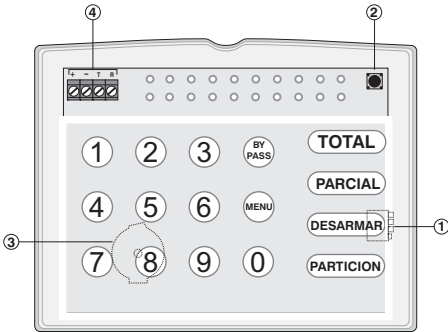 ④ ②
+ – T R
1 2 3 BY PASS TOTAL
PARCIAL
4 5 6 MENU
DESARMAR ①
③
7 8 9 0 PARTICION